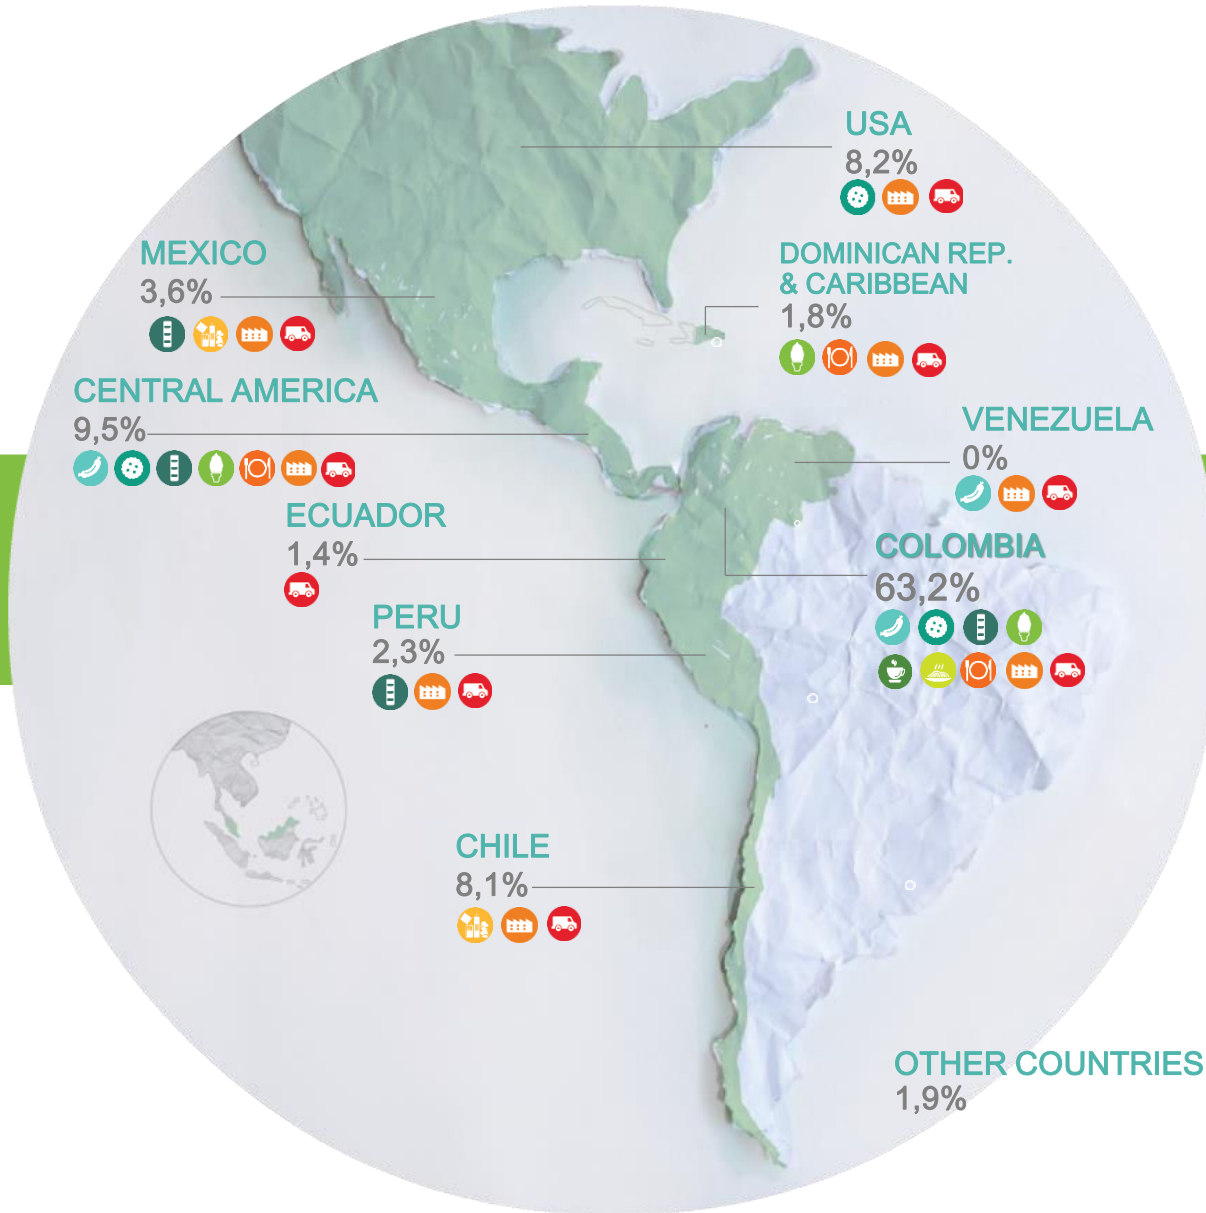 USA
8,2%
DOMINICAN REP.
& CARIBBEAN
1,8%
MEXICO
3,6%
CENTRAL AMERICA
9,5%
VENEZUELA
0%
ECUADOR
1,4%
COLOMBIA
63,2%
PERU
2,3%
CHILE
8,1%
OTHER COUNTRIES
1,9%